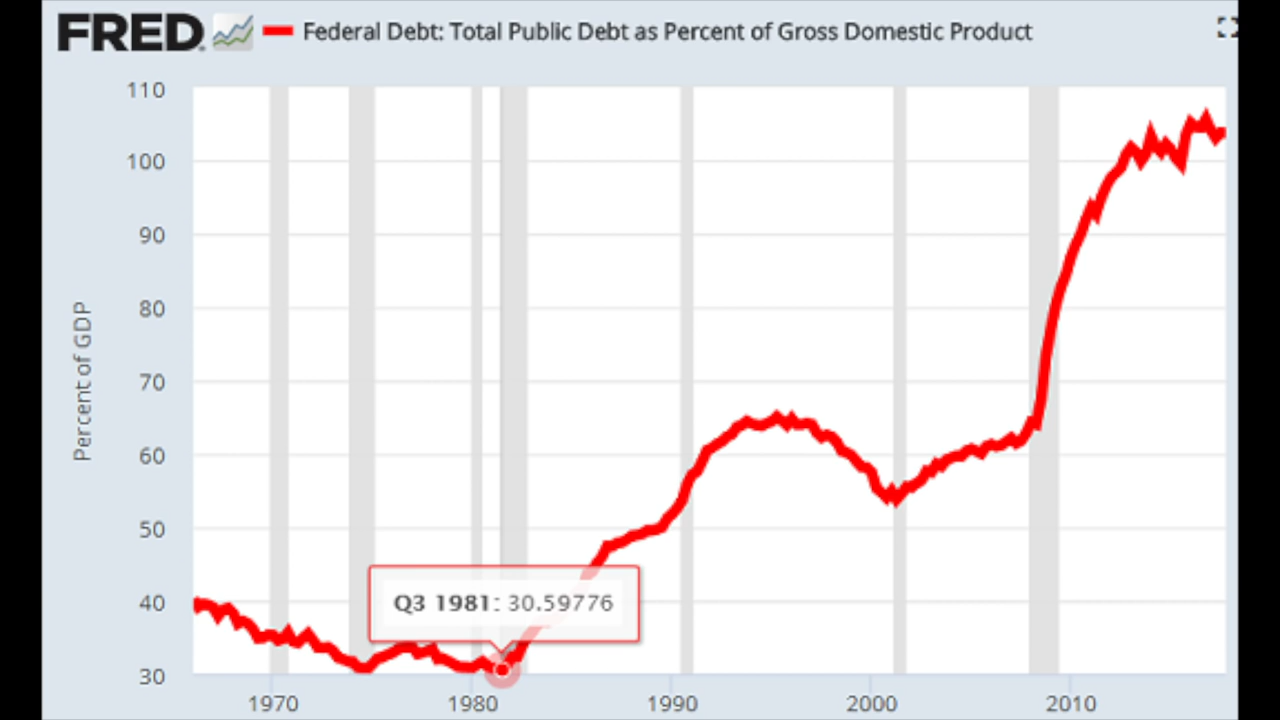 FRED Federal Debt: Total Public Debt as Percent of Gross Domestic Product
Percent of GDP
110
100
90
80
70
60
50
40
30
Q3 1981: 30.59776
1970 1980 1990 2000 2010